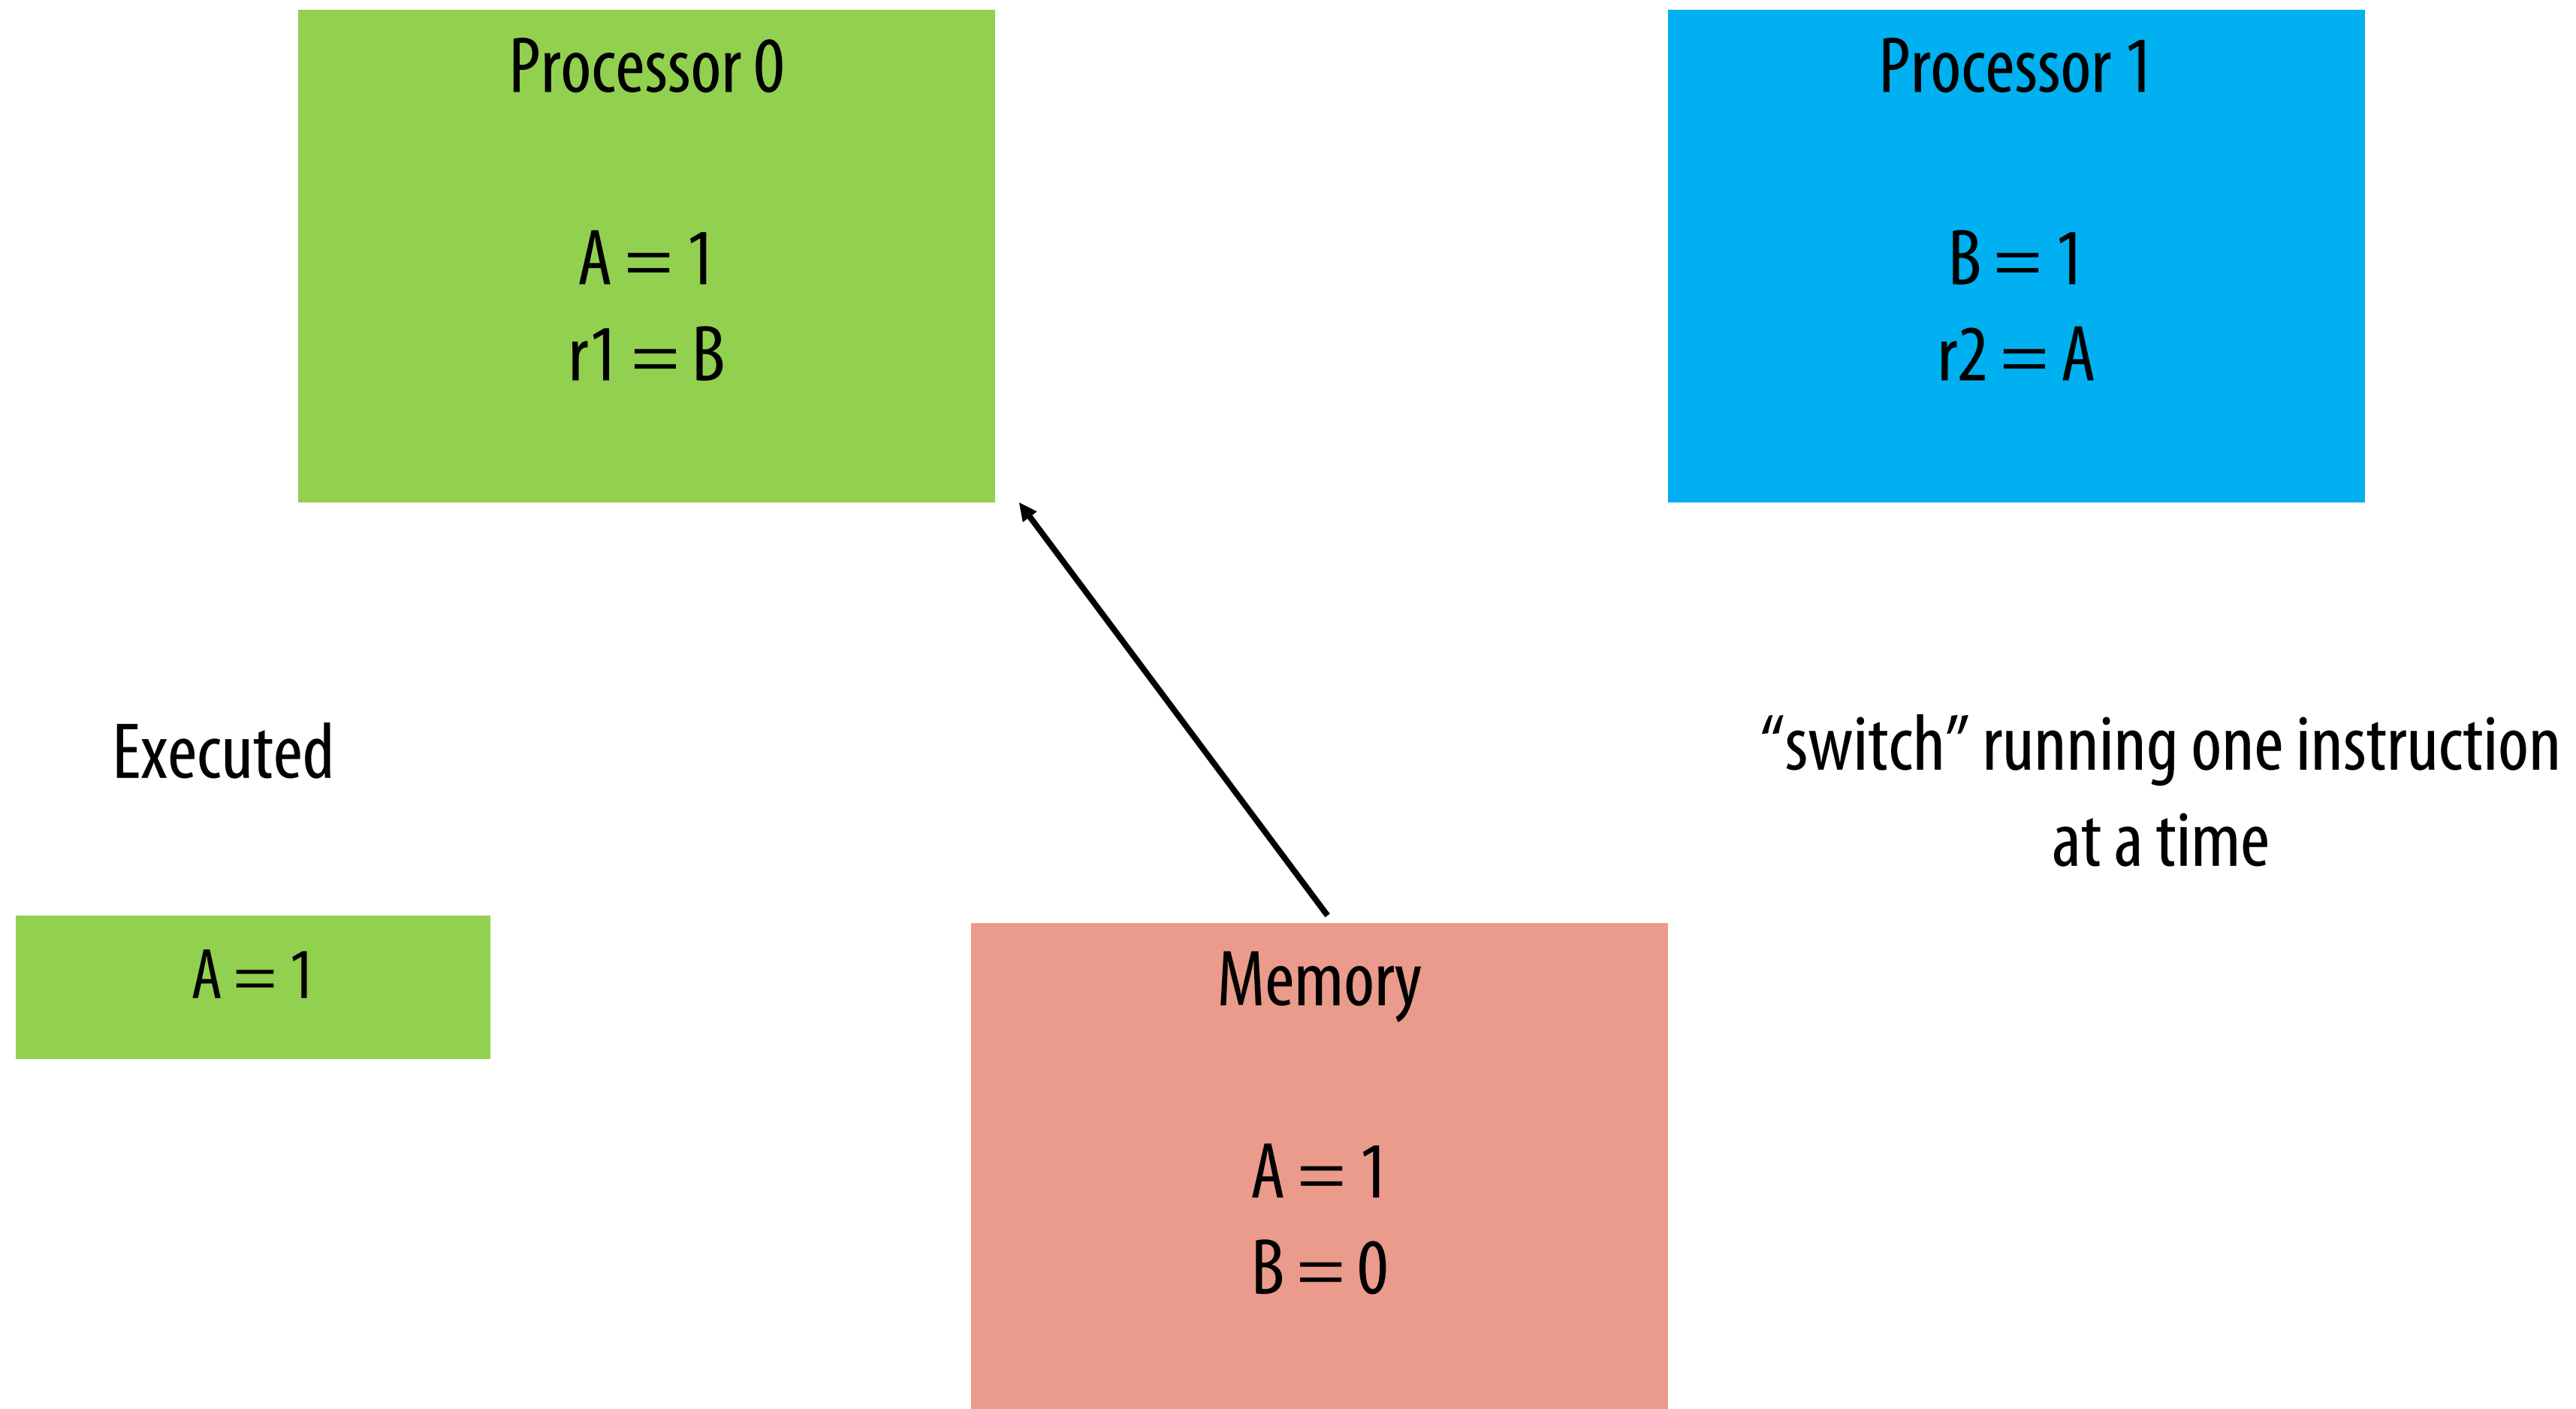 Processor 0
A = 1
r1 = B
Processor 1
B = 1
r2 = A
Executed
A = 1
“switch” running one instruction
at a time
Memory
A = 1
B = 0